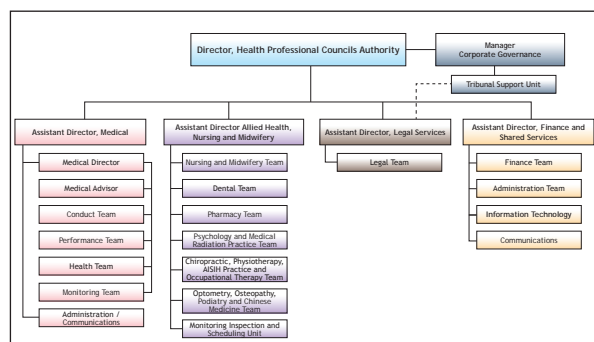 Director, Health Professional Councils Authority
Manager
Corporate Governance
Tribunal Support Unit
Assistant Director, Medical
Medical Director
Medical Advisor
Conduct Team
Performance Team
Health Team
Monitoring Team
Administration /
Communications
Assistant Director Allied Health,
Nursing and Midwifery
Nursing and Midwifery Team
Dental Team
Pharmacy Team
Psychology and Medical
Radiation Practice Team
Chiropractic, Physiotherapy,
AISIH Practice and
Occupational Therapy Team
Optometry, Osteopathy,
Podiatry and Chinese
Medicine Team
Monitoring Inspection and
Scheduling Unit
Assistant Director, Legal Services
Legal Team
Assistant Director, Finance and
Shared Services
Finance Team
Administration Team
Information Technology
Communications